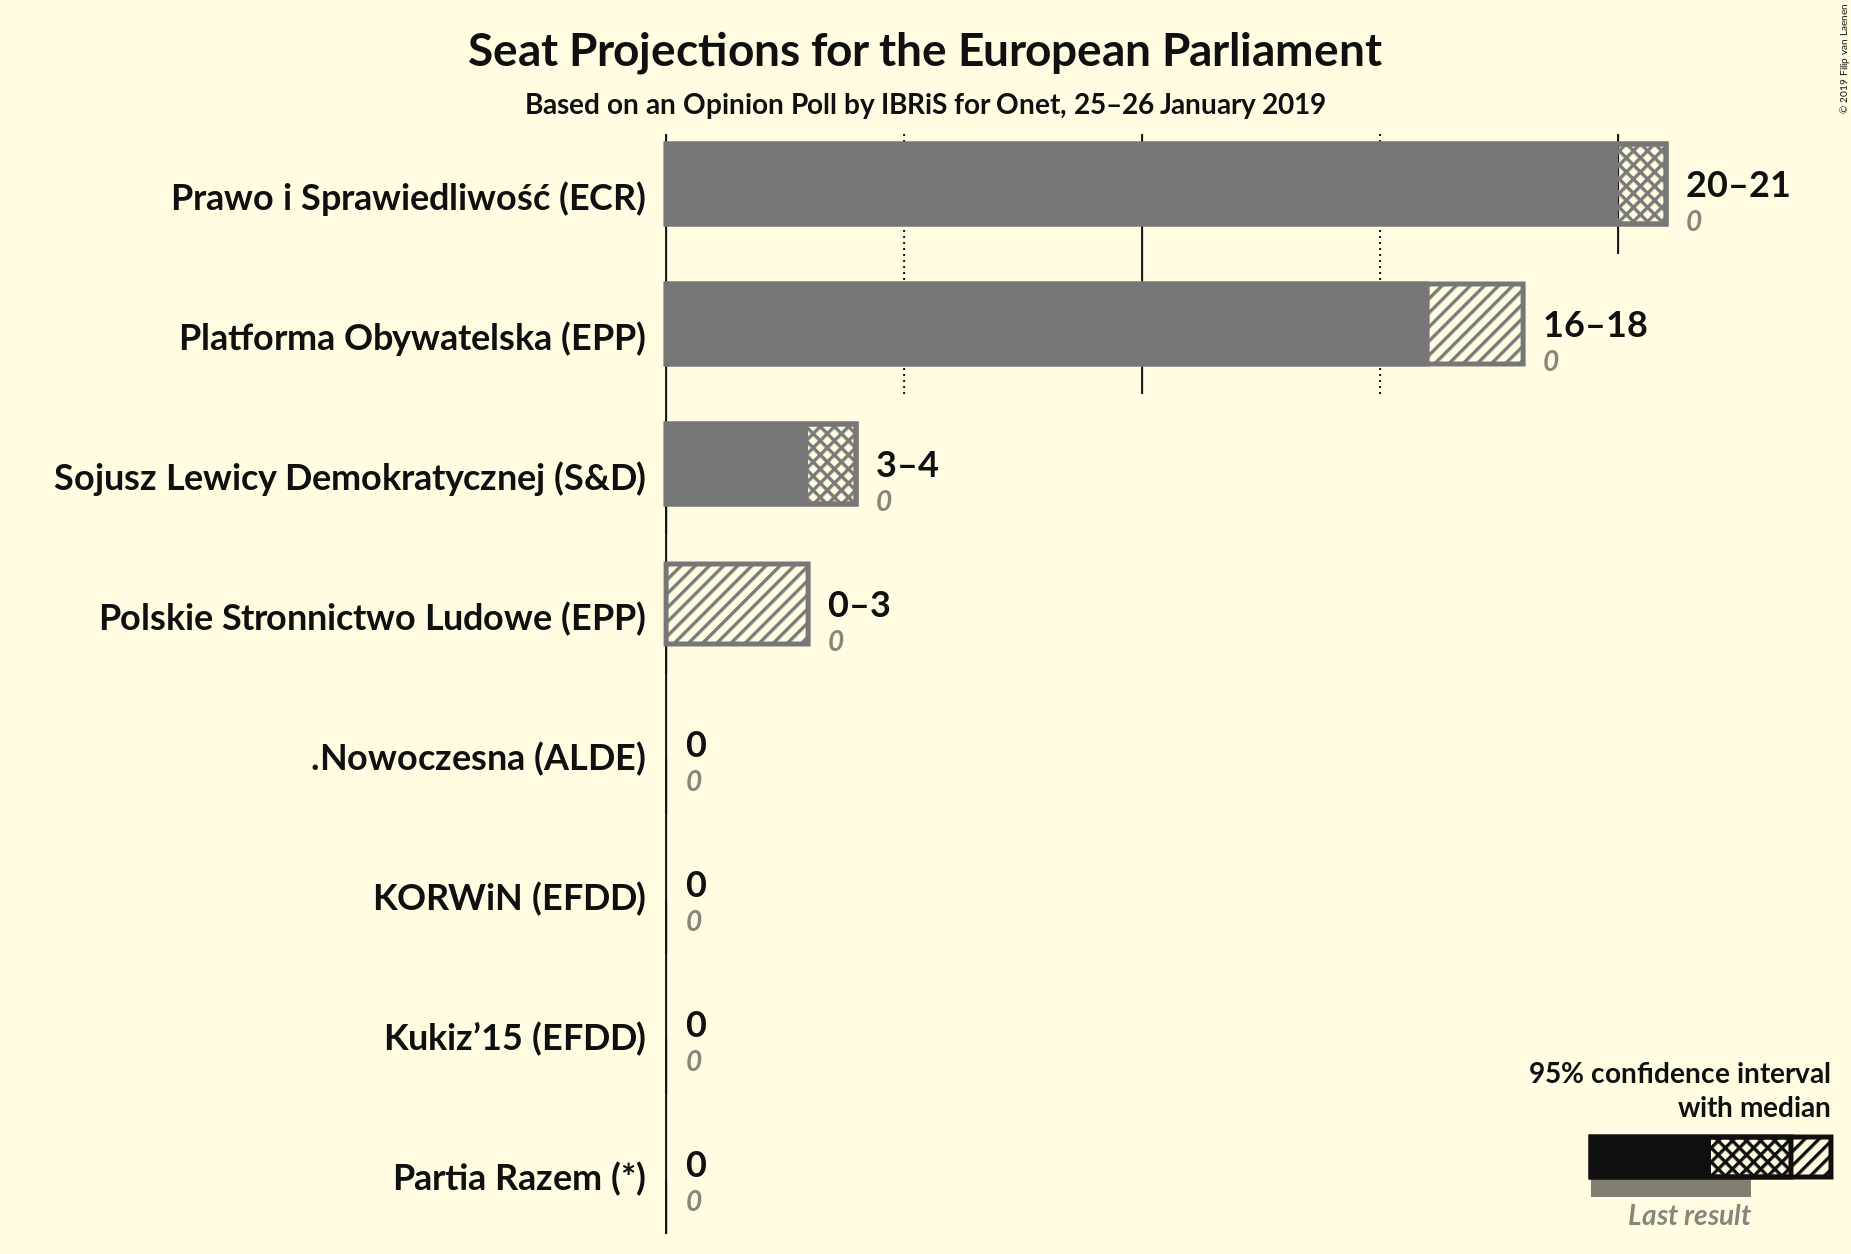 Seat Projections for the European Parliament
Based on an Opinion Poll by IBRiS for Onet, 25–26 January 2019
© 2019 Filip van Laenen
Prawo i Sprawiedliwość (ECR)
20–21
0
Platforma Obywatelska (EPP)
16–18
0
Sojusz Lewicy Demokratycznej (S&D)
3–4
0
Polskie Stronnictwo Ludowe (EPP)
0–3
0
.Nowoczesna (ALDE)
0
0
KORWiN (EFDD)
0
0
Kukiz’15 (EFDD)
0
0
Partia Razem (*)
0
0
95% confidence interval
with median
Last result